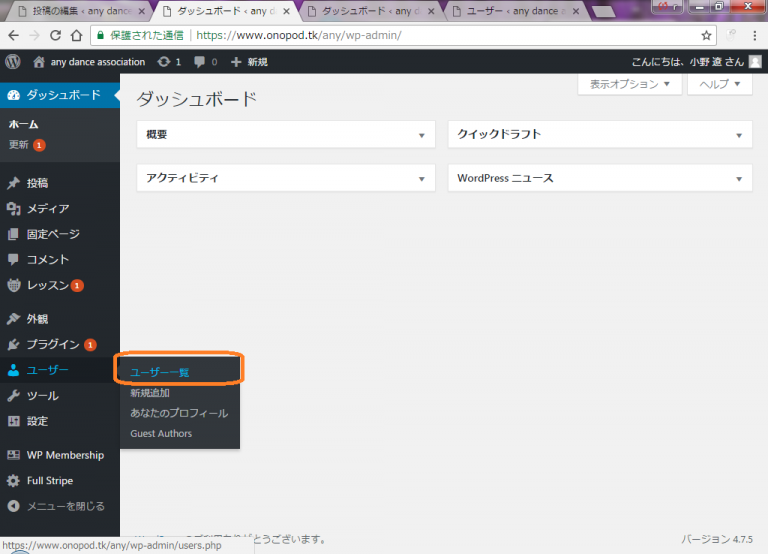 投稿の編集 ‹ any dance
ダッシュボード ‹ any d
ダッシュボード ‹ any d
ユーザー ‹ any dance a
保護された通信 | https://www.onopod.tk/any/wp-admin/
any dance association 1 0 + 新規
こんにちは、小野 遼 さん
ダッシュボード
ホーム
更新 1
投稿
メディア
固定ページ
コメント
レッスン 1
外観
プラグイン 1
ユーザー
ツール
設定
WP Membership
Full Stripe
メニューを閉じる
ユーザー一覧
新規追加
あなたのプロフィール
Guest Authors
表示オプション ▼
ヘルプ ▼
ダッシュボード
概要
クイックドラフト
アクティビティ
WordPress ニュース
とうございます。
バージョン 4.7.5
https://www.onopod.tk/any/wp-admin/users.php